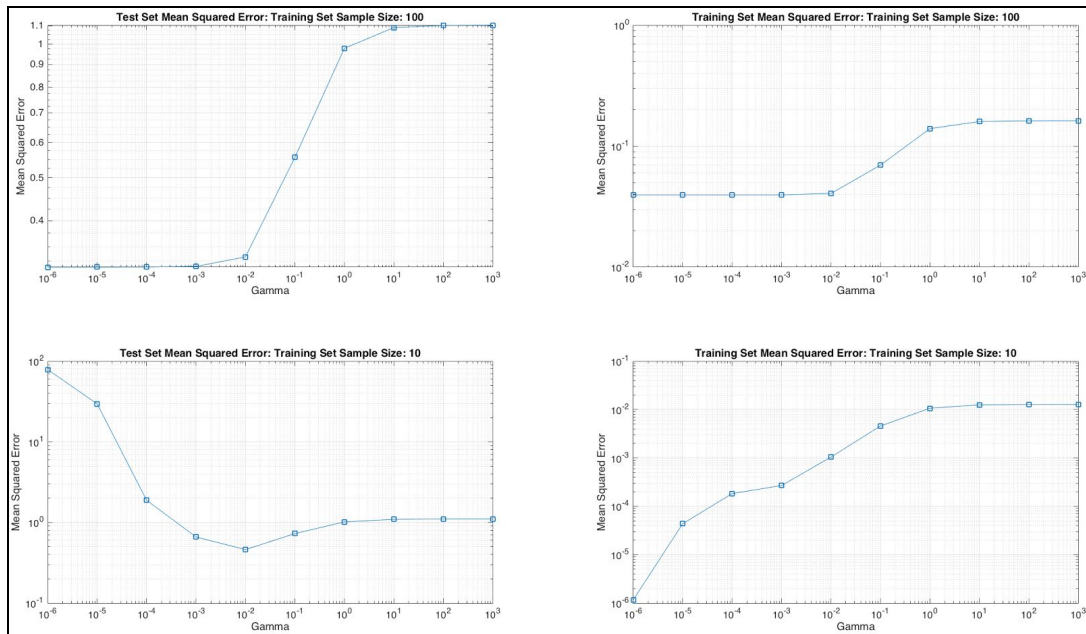 Test Set Mean Squared Error: Training Set Sample Size: 100
Mean Squared Error
1.1
1
0.9
0.8
0.7
0.6
0.5
0.4
10^-6 10^-5 10^-4 10^-3 10^-2 10^-1 10^0 10^1 10^2 10^3
Gamma
Training Set Mean Squared Error: Training Set Sample Size: 100
Mean Squared Error
10^0
10^-1
10^-2
10^-6 10^-5 10^-4 10^-3 10^-2 10^-1 10^0 10^1 10^2 10^3
Gamma
Test Set Mean Squared Error: Training Set Sample Size: 10
Mean Squared Error
10^2
10^1
10^0
10^-1
10^-6 10^-5 10^-4 10^-3 10^-2 10^-1 10^0 10^1 10^2 10^3
Gamma
Training Set Mean Squared Error: Training Set Sample Size: 10
Mean Squared Error
10^-1
10^-2
10^-3
10^-4
10^-5
10^-6
10^-6 10^-5 10^-4 10^-3 10^-2 10^-1 10^0 10^1 10^2 10^3
Gamma